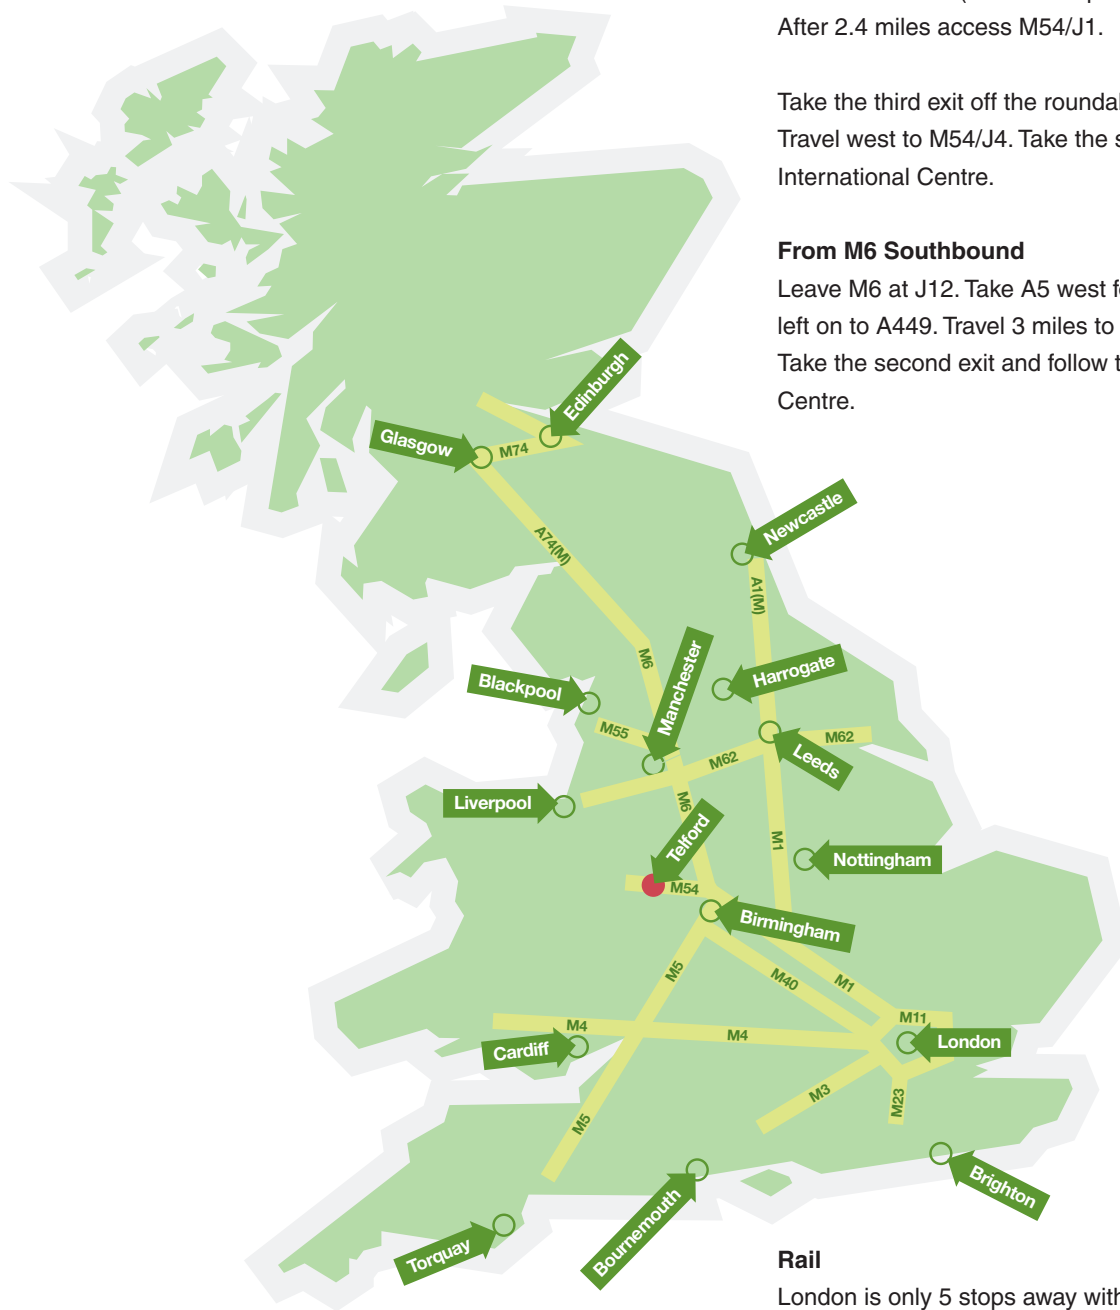 After 2.4 miles access M54/J1.
Take the third exit off the
Travel west to M54/J4. Take the
International Centre.
From M6 Southbound
Leave M6 at J12. Take A5 west
left on to A449. Travel 3 miles to
Take the second exit and follow
Centre.
Edinburgh
Glasgow
M74
Newcastle
A74(M)
A1(M)
M6
Manchester
Harrogate
Blackpool
M55
M62
M62
Leeds
Liverpool
M6
Telford
M1
Nottingham
M54
Birmingham
M5
M40
M1
M11
M4
M4
London
Cardiff
M3
M23
M5
Brighton
Bournemouth
Torquay
Rail
London is only 5 stops away with